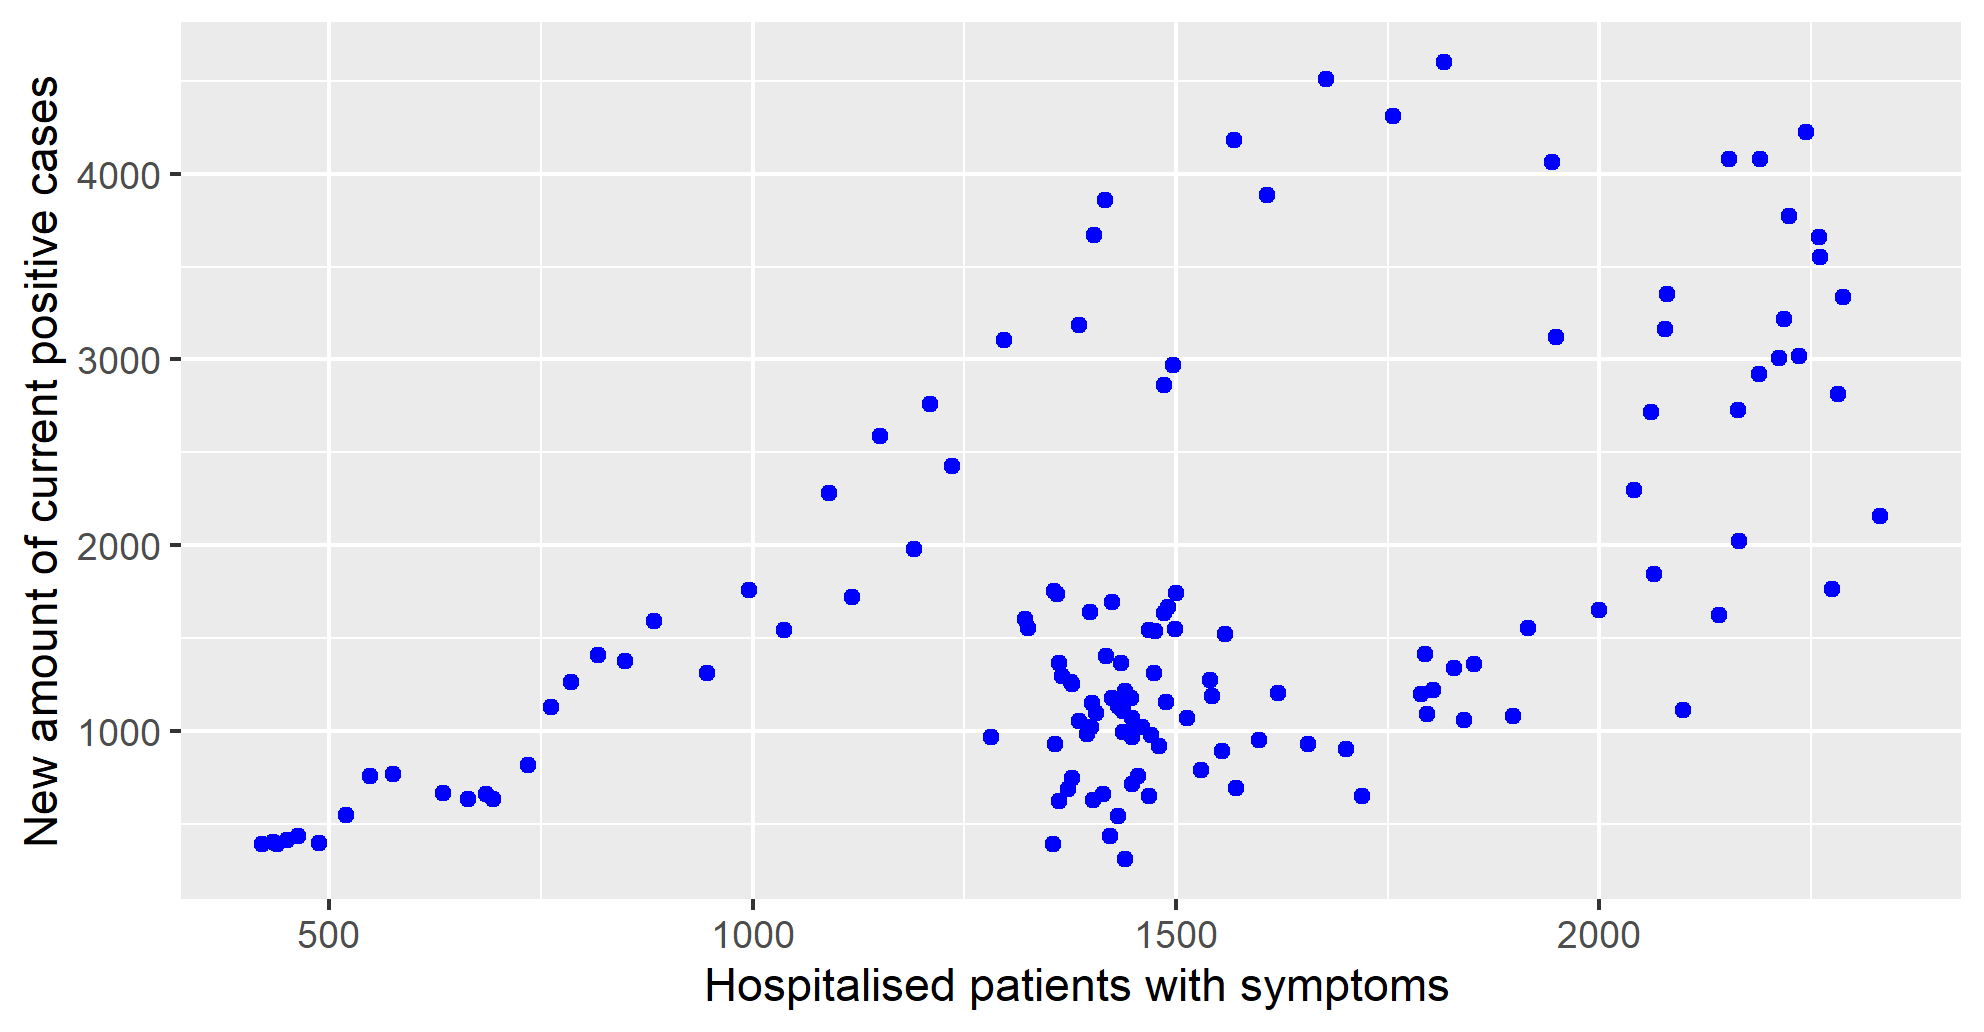 New amount of current positive cases
4000
3000
2000
1000
500 1000 1500 2000
Hospitalised patients with symptoms